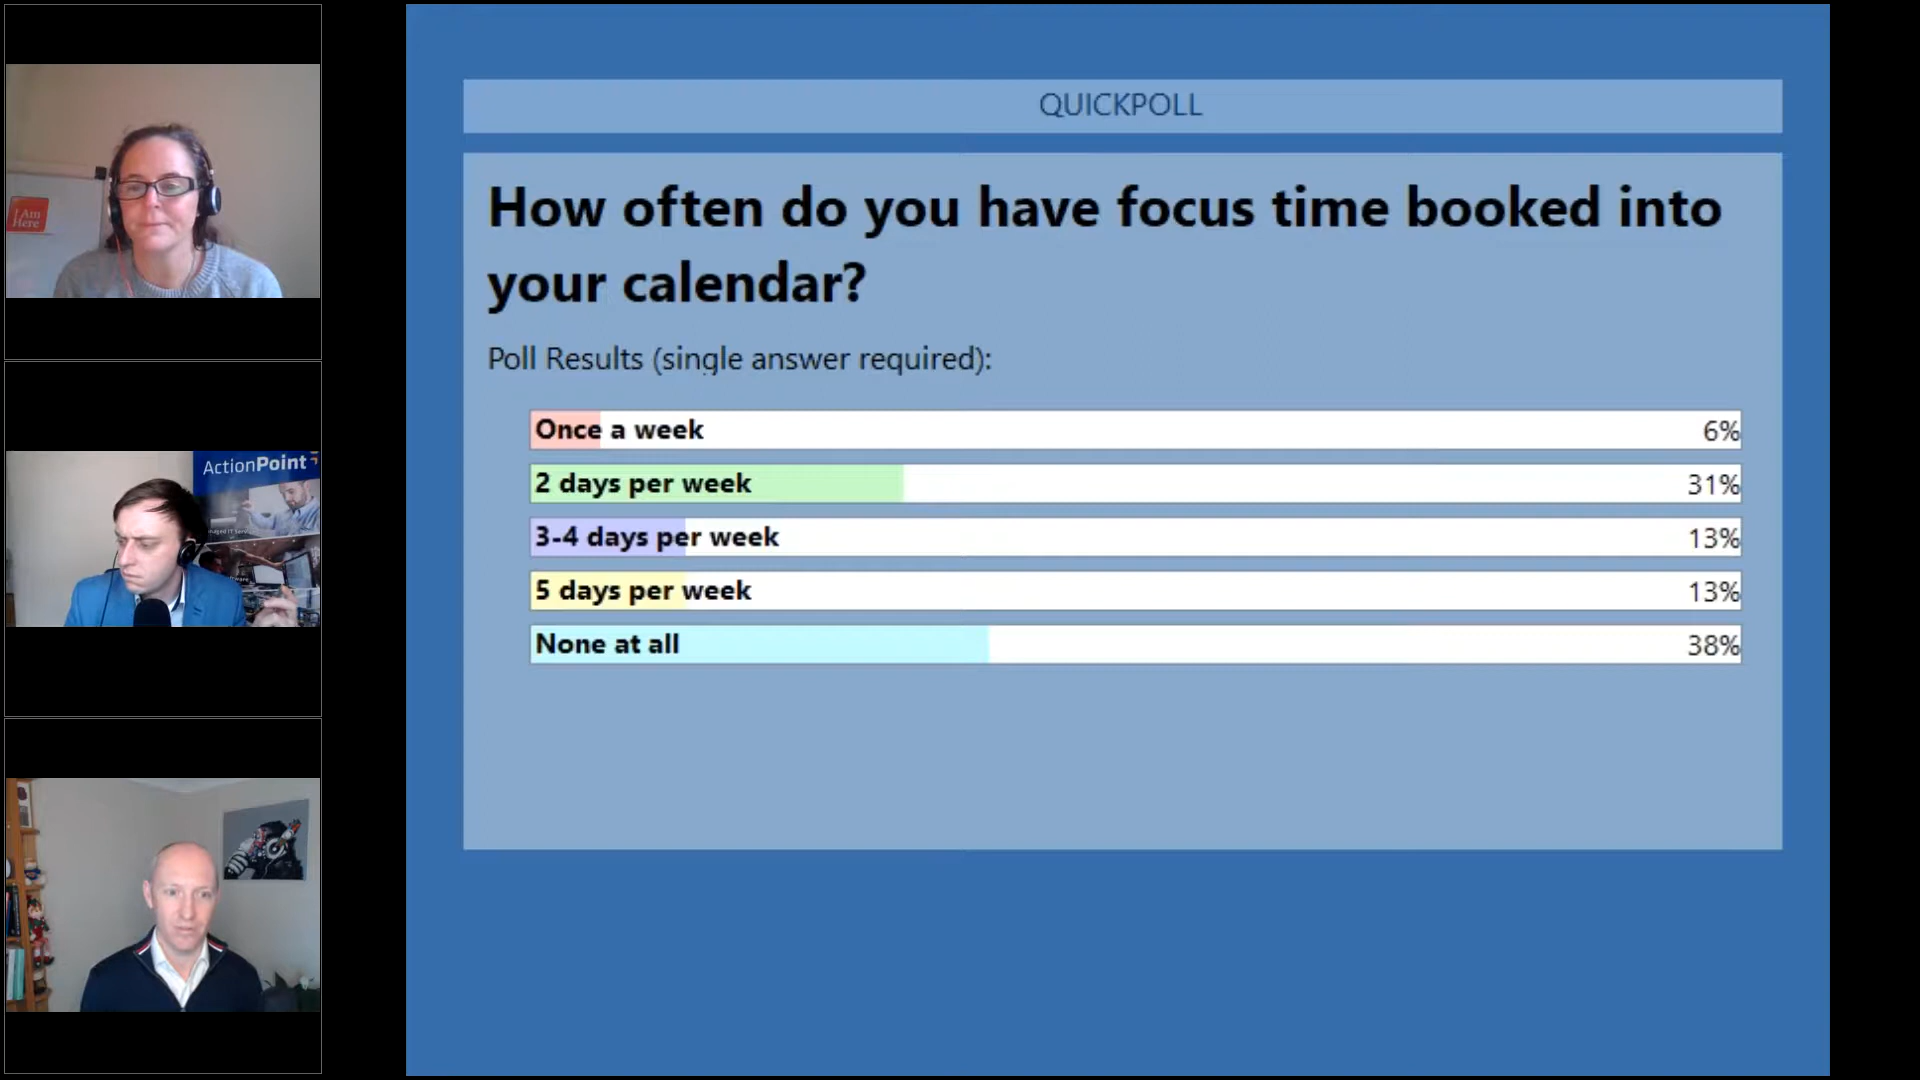 I Am
Here
ActionPoint
QUICKPOLL
How often do you have focus time booked into
your calendar?
Poll Results (single answer required):
Once a week 6%
2 days per week 31%
3-4 days per week 13%
5 days per week 13%
None at all 38%